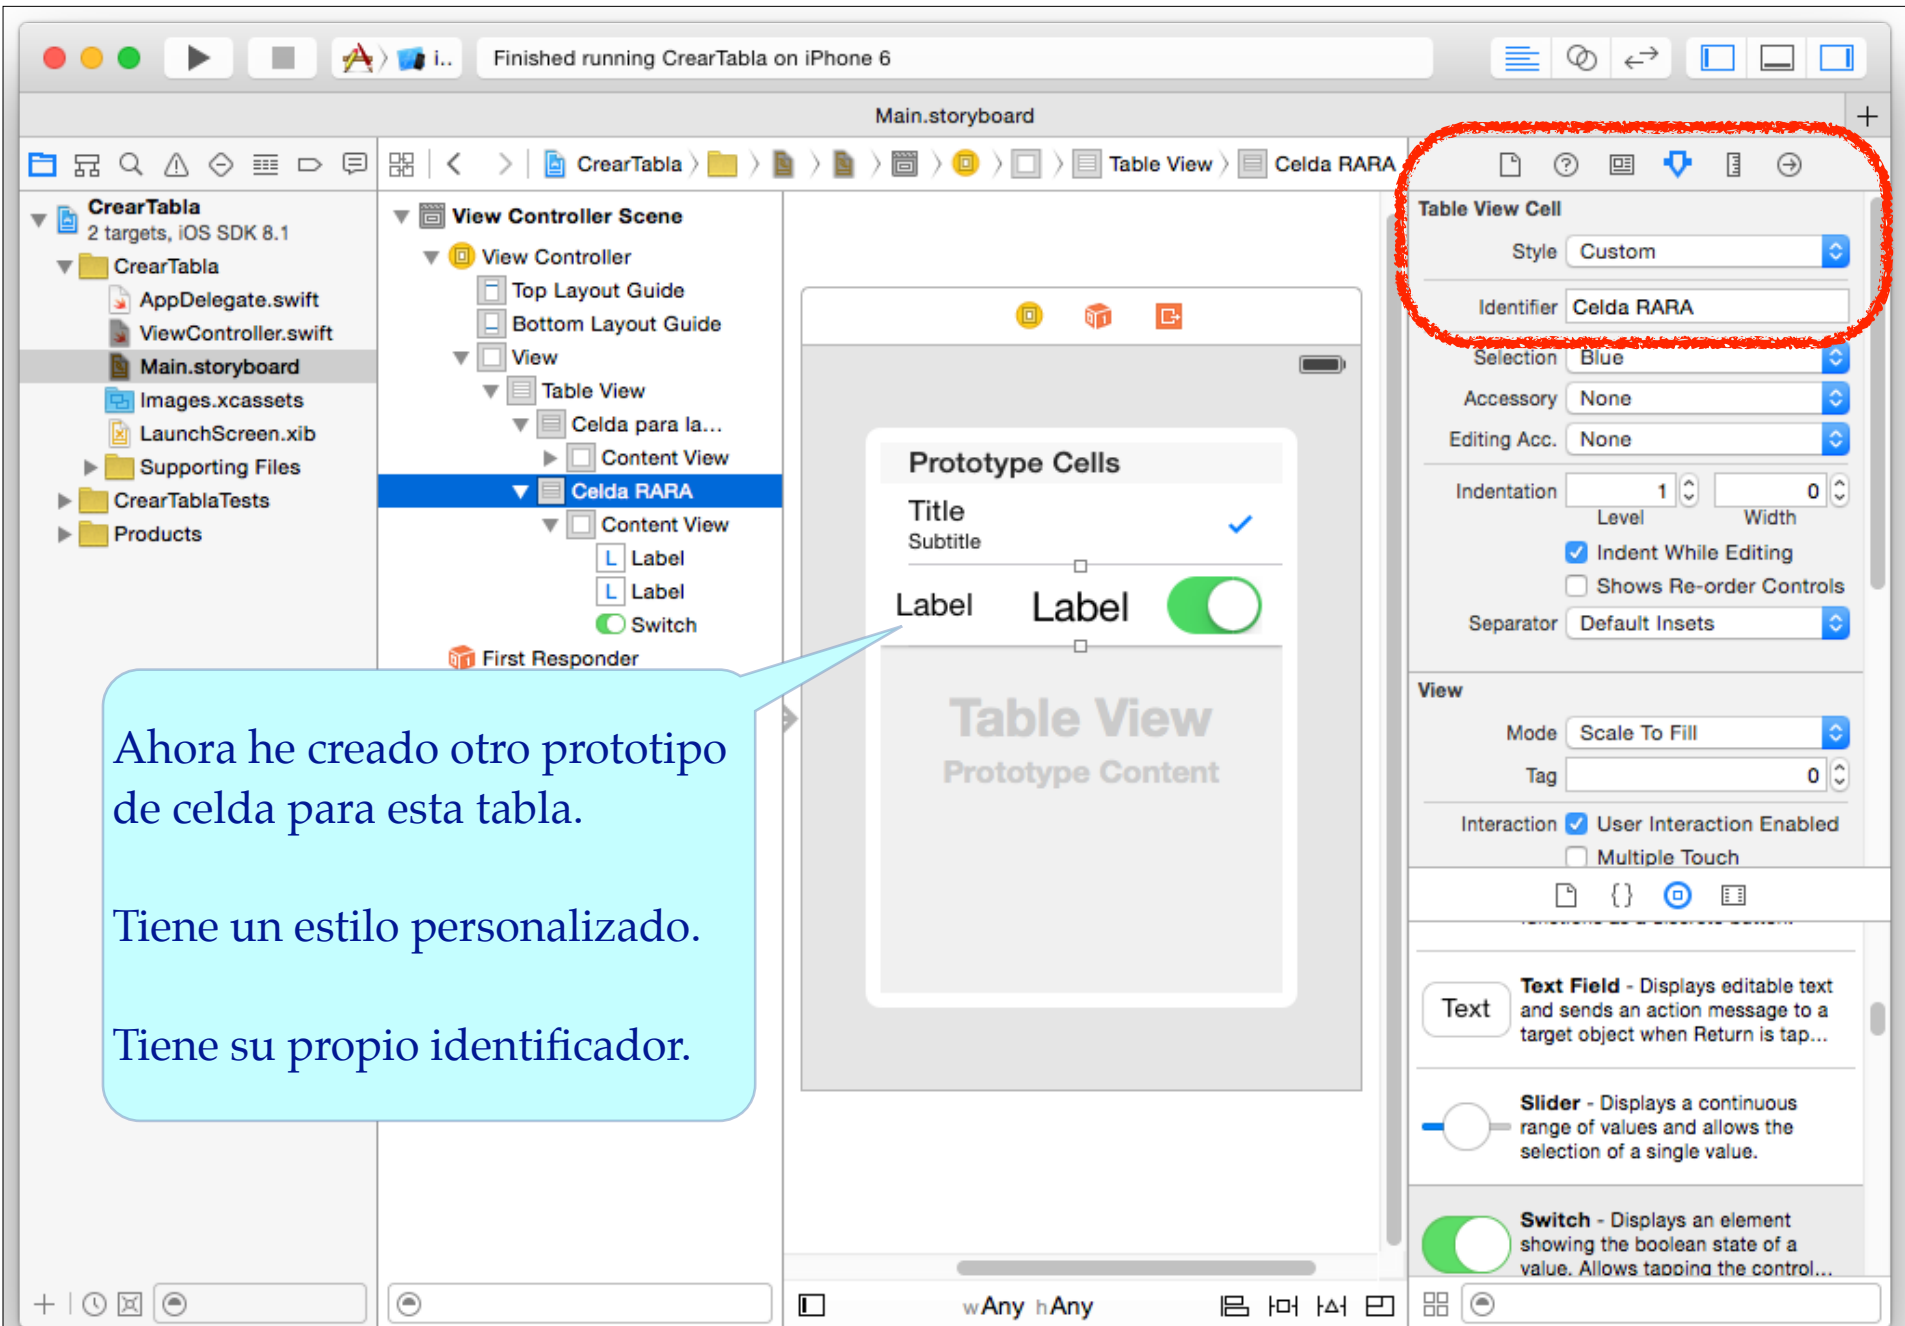 i..
Finished running CrearTabla on iPhone 6
Main.storyboard
CrearTabla
Table View
Celda RARA
CrearTabla
2 targets, iOS SDK 8.1
CrearTabla
AppDelegate.swift
ViewController.swift
Main.storyboard
Images.xcassets
LaunchScreen.xib
Supporting Files
CrearTablaTests
Products
View Controller Scene
View Controller
Top Layout Guide
Bottom Layout Guide
View
Table View
Celda para la...
Content View
Celda RARA
Content View
L Label
L Label
Switch
First Responder
Prototype Cells
Title
Subtitle
Label Label
Table View
Prototype Content
Ahora he creado otro prototipo
de celda para esta tabla.
Tiene un estilo personalizado.
Tiene su propio identificador.
wAny hAny
Table View Cell
Style Custom
Identifier Celda RARA
Selection Blue
Accessory None
Editing Acc. None
Indentation 1 0
Level Width
Indent While Editing
Shows Re-order Controls
Separator Default Insets
View
Mode Scale To Fill
Tag 0
Interaction User Interaction Enabled
Multiple Touch
Text
Text Field - Displays editable text
and sends an action message to a
target object when Return is tap...
Slider - Displays a continuous
range of values and allows the
selection of a single value.
Switch - Displays an element
showing the boolean state of a
value. Allows tapping the control...